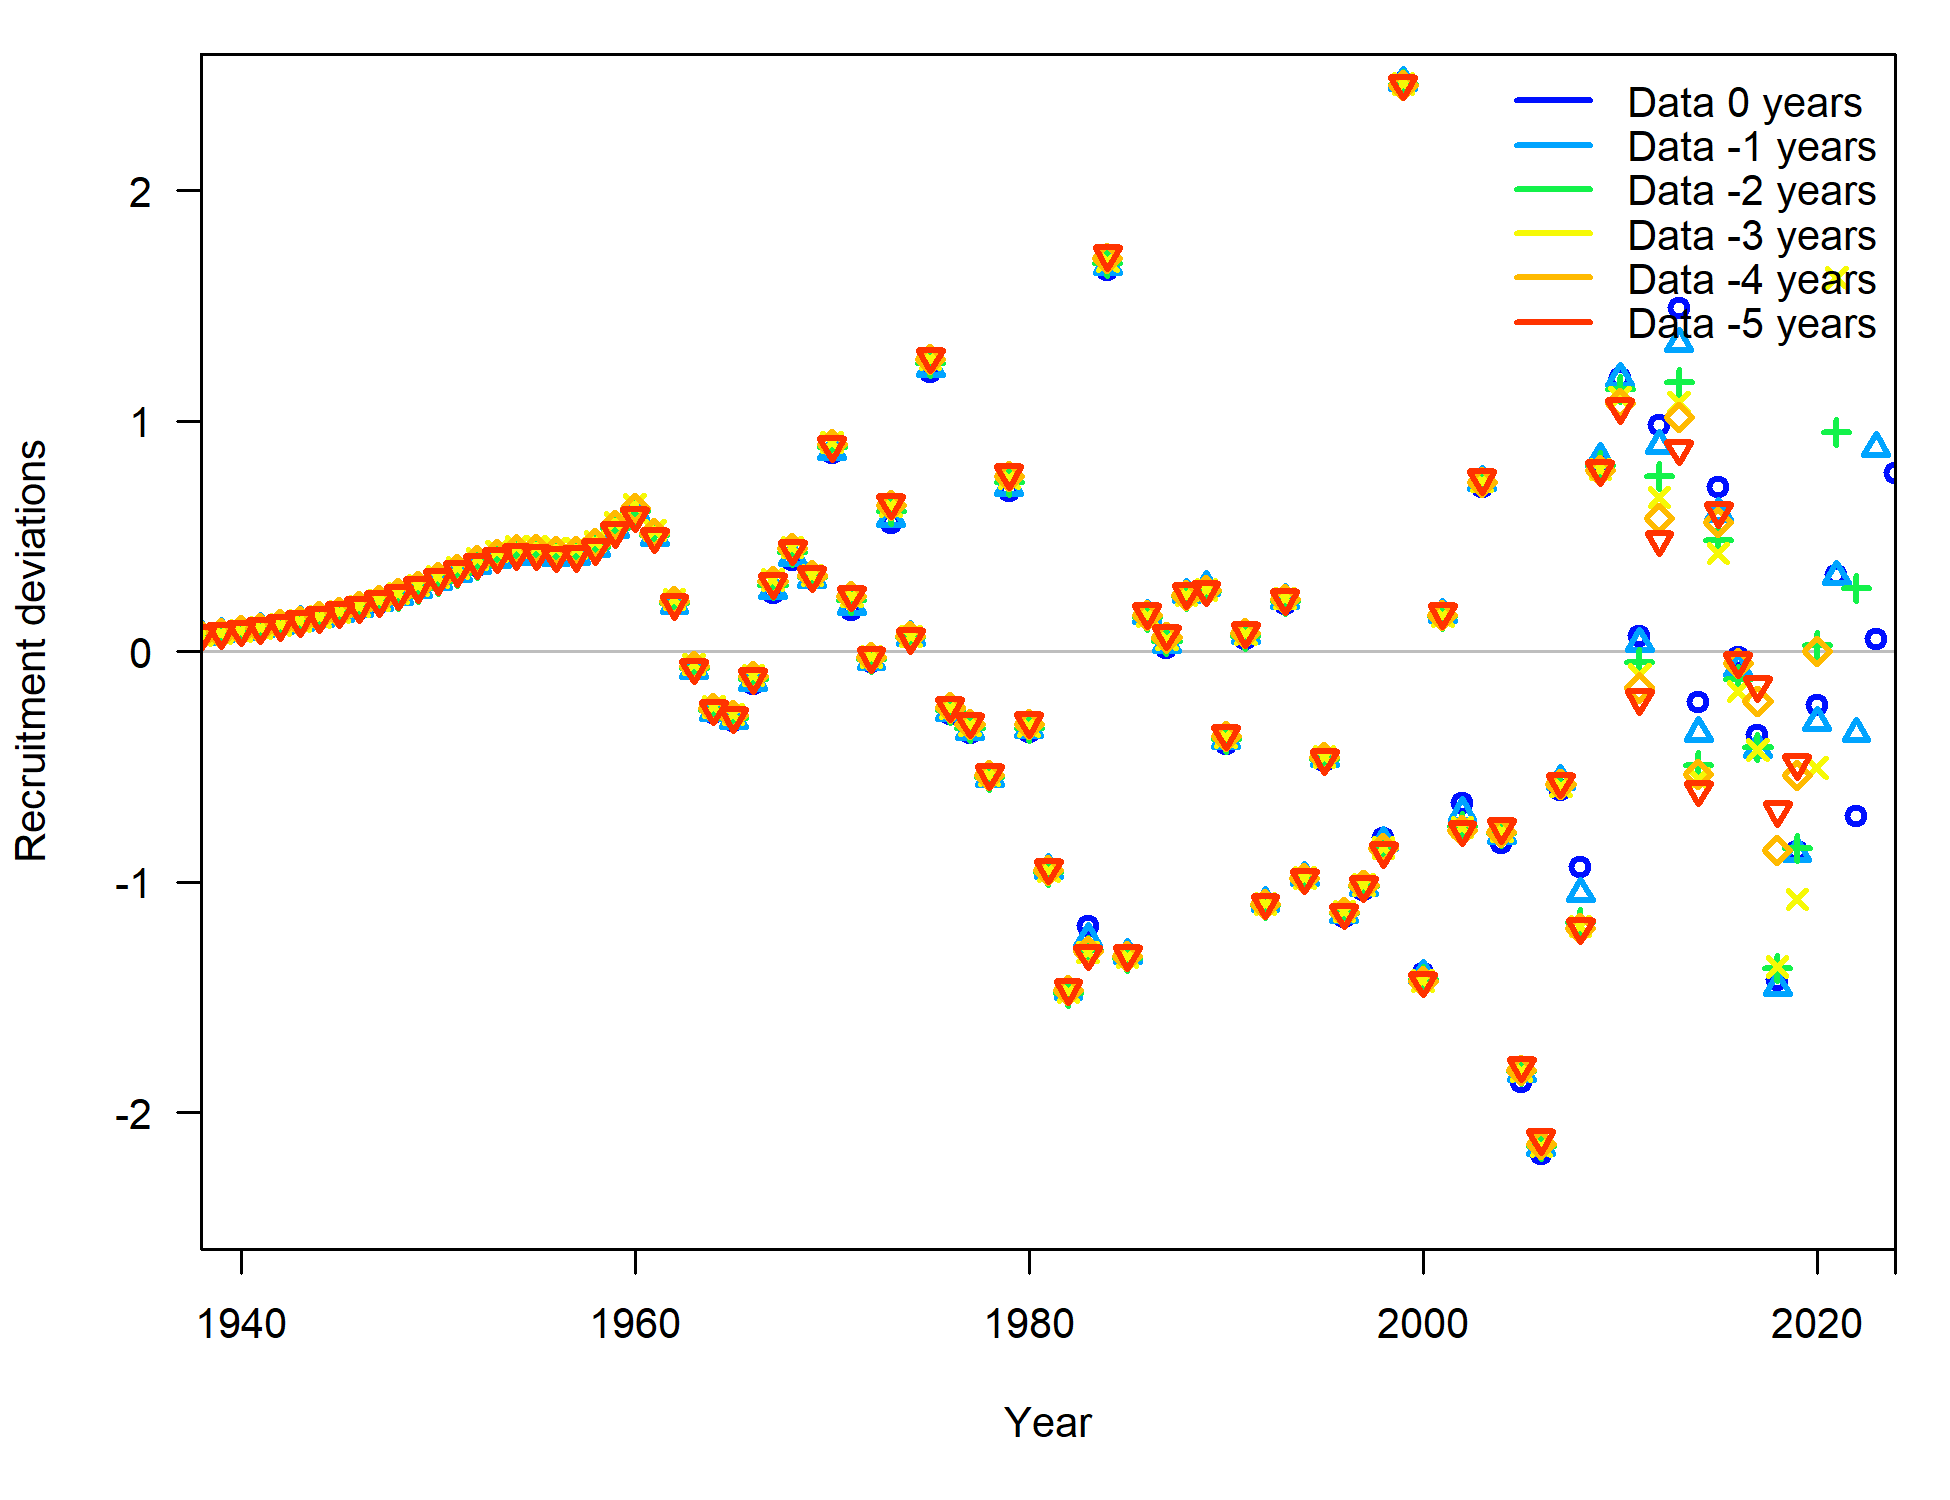 Data 0 years
Data -1 years
Data -2 years
Data -3 years
Data -4 years
Data -5 years
Recruitment deviations
2
1
0
-1
-2
1940 1960 1980 2000 2020
Year